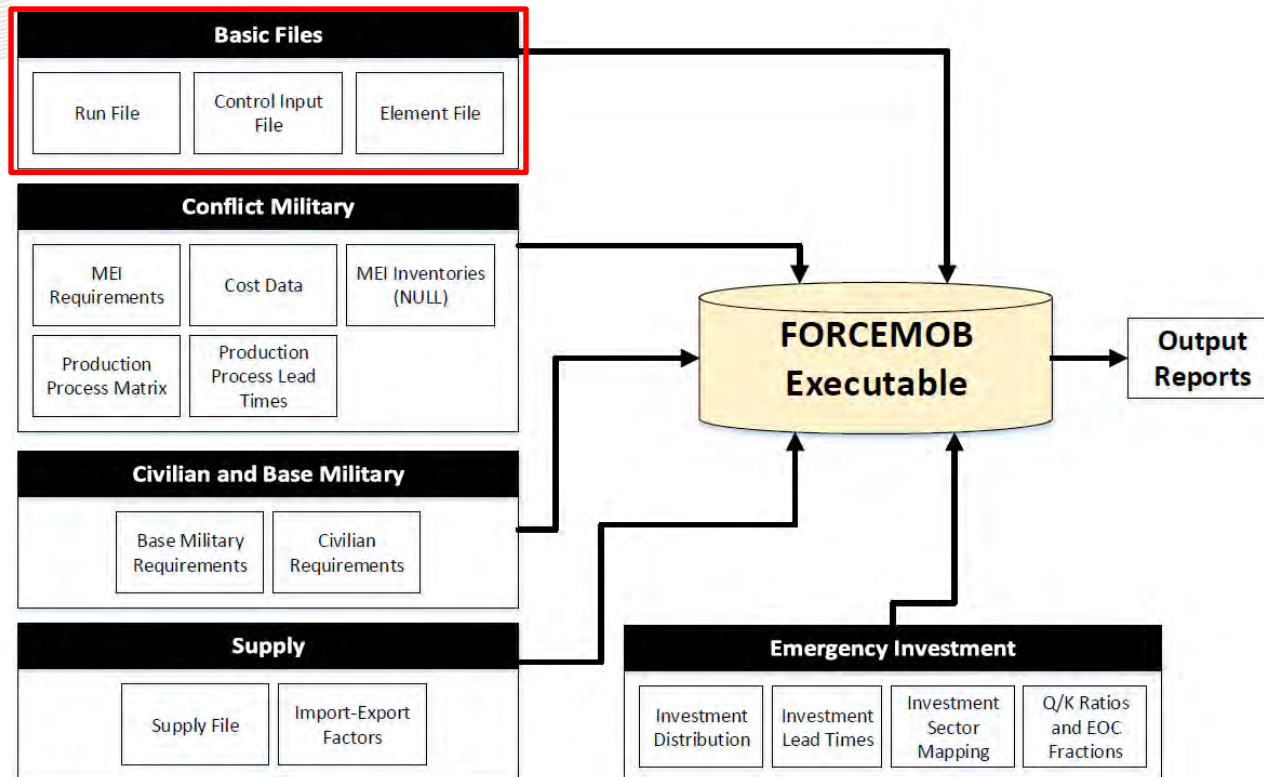 Basic Files
Run File
Control Input
File
Element File
Conflict Military
MEI
Requirements
Cost Data
MEI Inventories
(NULL)
Production
Process Matrix
Production
Process Lead
Times
Civilian and Base Military
Base Military
Requirements
Civilian
Requirements
Supply
Supply File
Import-Export
Factors
Emergency Investment
Investment
Distribution
Investment
Lead Times
Investment
Sector
Mapping
Q/K Ratios
and EOC
Fractions
FORCEMOB
Executable
Output
Reports